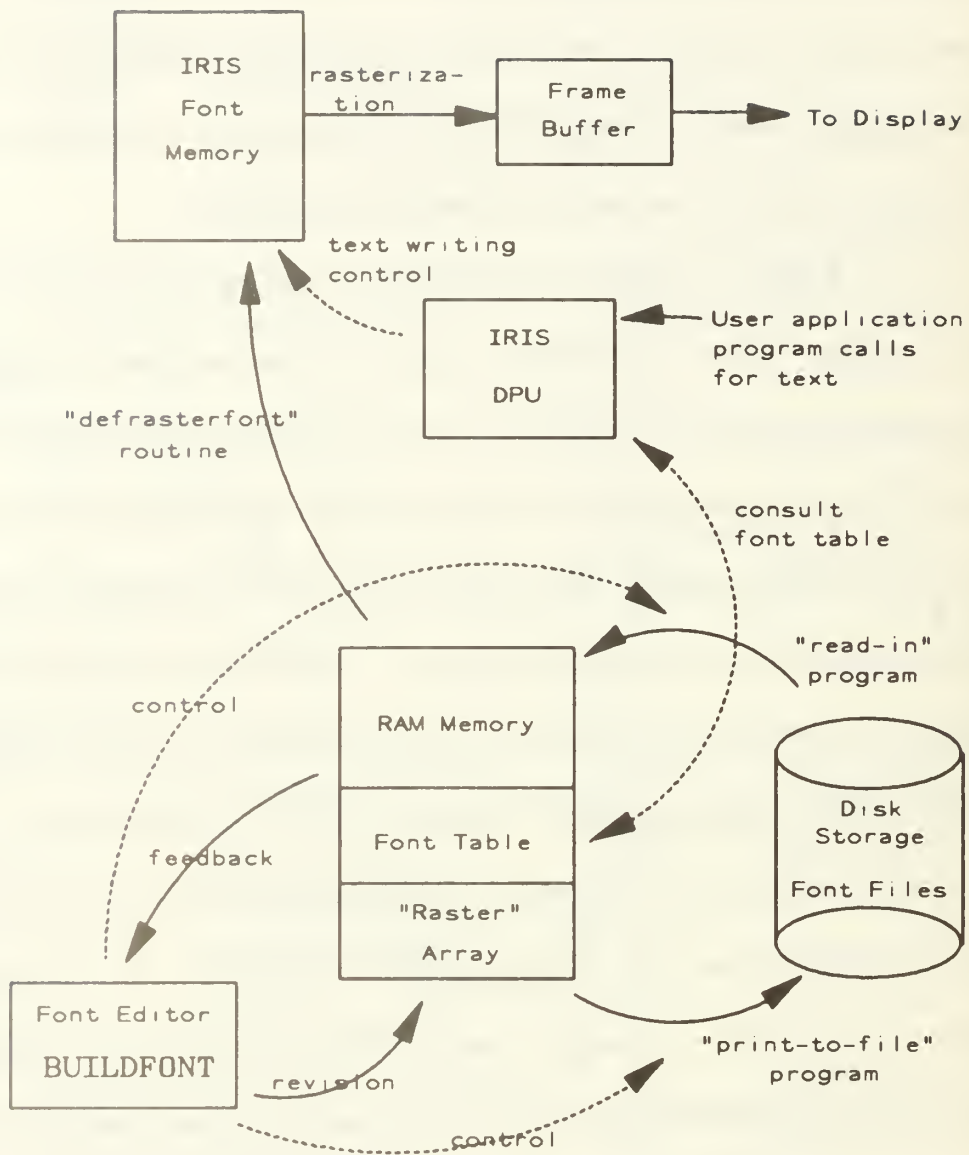 IRIS
Font
Memory
rasteriza-
tion
Frame
Buffer
To Display
text writing
control
IRIS
DPU
User application
program calls
for text
"defrasterfont"
routine
consult
font table
"read-in"
program
control
RAM Memory
Font Table
"Raster"
Array
feedback
Disk
Storage
Font Files
Font Editor
BUILDFONT
revision
"print-to-file"
program
control